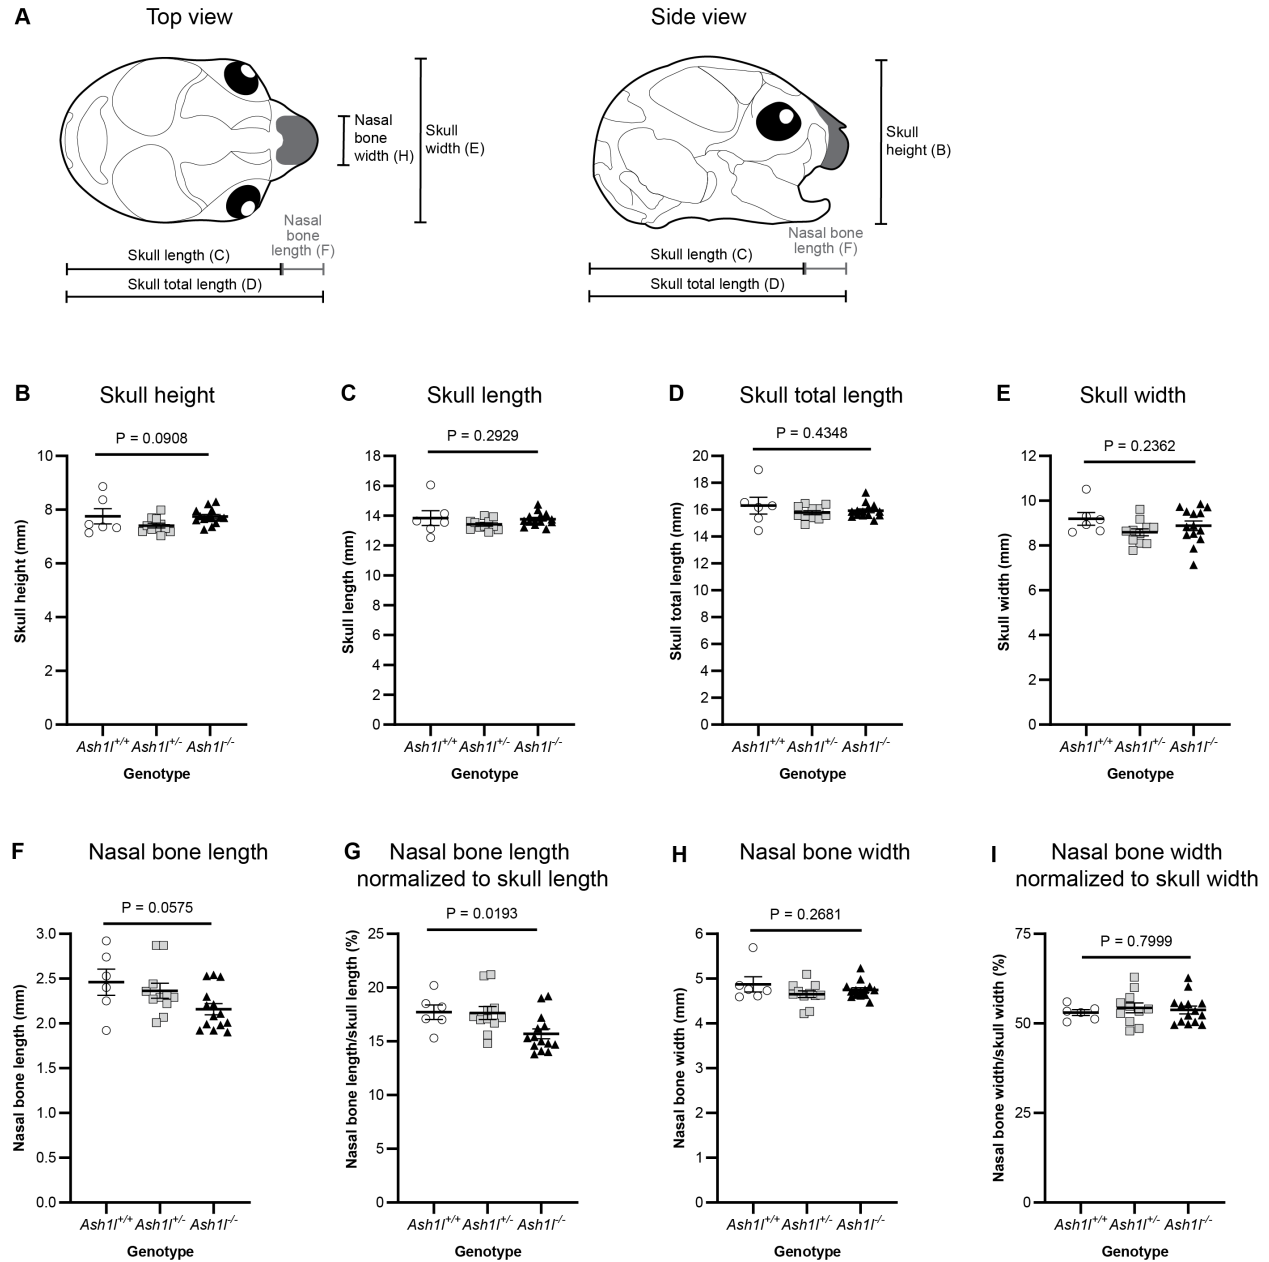 A
Top view
Side view
Nasal
bone
width (H)
Skull
width (E)
Skull
height (B)
Nasal
bone
length (F)
Skull length (C)
Skull total length (D)
Nasal bone
length (F)
Skull length (C)
Skull total length (D)
B
Skull height
P = 0.0908
Skull height (mm)
10
8
6
4
2
0
Ash1l+/+ Ash1l+/- Ash1l-/-
Genotype
C
Skull length
P = 0.2929
Skull length (mm)
18
16
14
12
10
8
6
4
2
0
Ash1l+/+ Ash1l+/- Ash1l-/-
Genotype
D
Skull total length
P = 0.4348
Skull total length (mm)
20
18
16
14
12
10
8
6
4
2
0
Ash1l+/+ Ash1l+/- Ash1l-/-
Genotype
E
Skull width
P = 0.2362
Skull width (mm)
12
10
8
6
4
2
0
Ash1l+/+ Ash1l+/- Ash1l-/-
Genotype
F
Nasal bone length
P = 0.0575
Nasal bone length (mm)
3.0
2.5
2.0
1.5
1.0
0.5
0.0
Ash1l+/+ Ash1l+/- Ash1l-/-
Genotype
G
Nasal bone length
normalized to skull length
P = 0.0193
Nasal bone length/skull length (%)
25
20
15
10
5
0
Ash1l+/+ Ash1l+/- Ash1l-/-
Genotype
H
Nasal bone width
P = 0.2681
Nasal bone width (mm)
6
5
4
3
2
1
0
Ash1l+/+ Ash1l+/- Ash1l-/-
Genotype
I
Nasal bone width
normalized to skull width
P = 0.7999
Nasal bone width/skull width (%)
75
50
25
0
Ash1l+/+ Ash1l+/- Ash1l-/-
Genotype